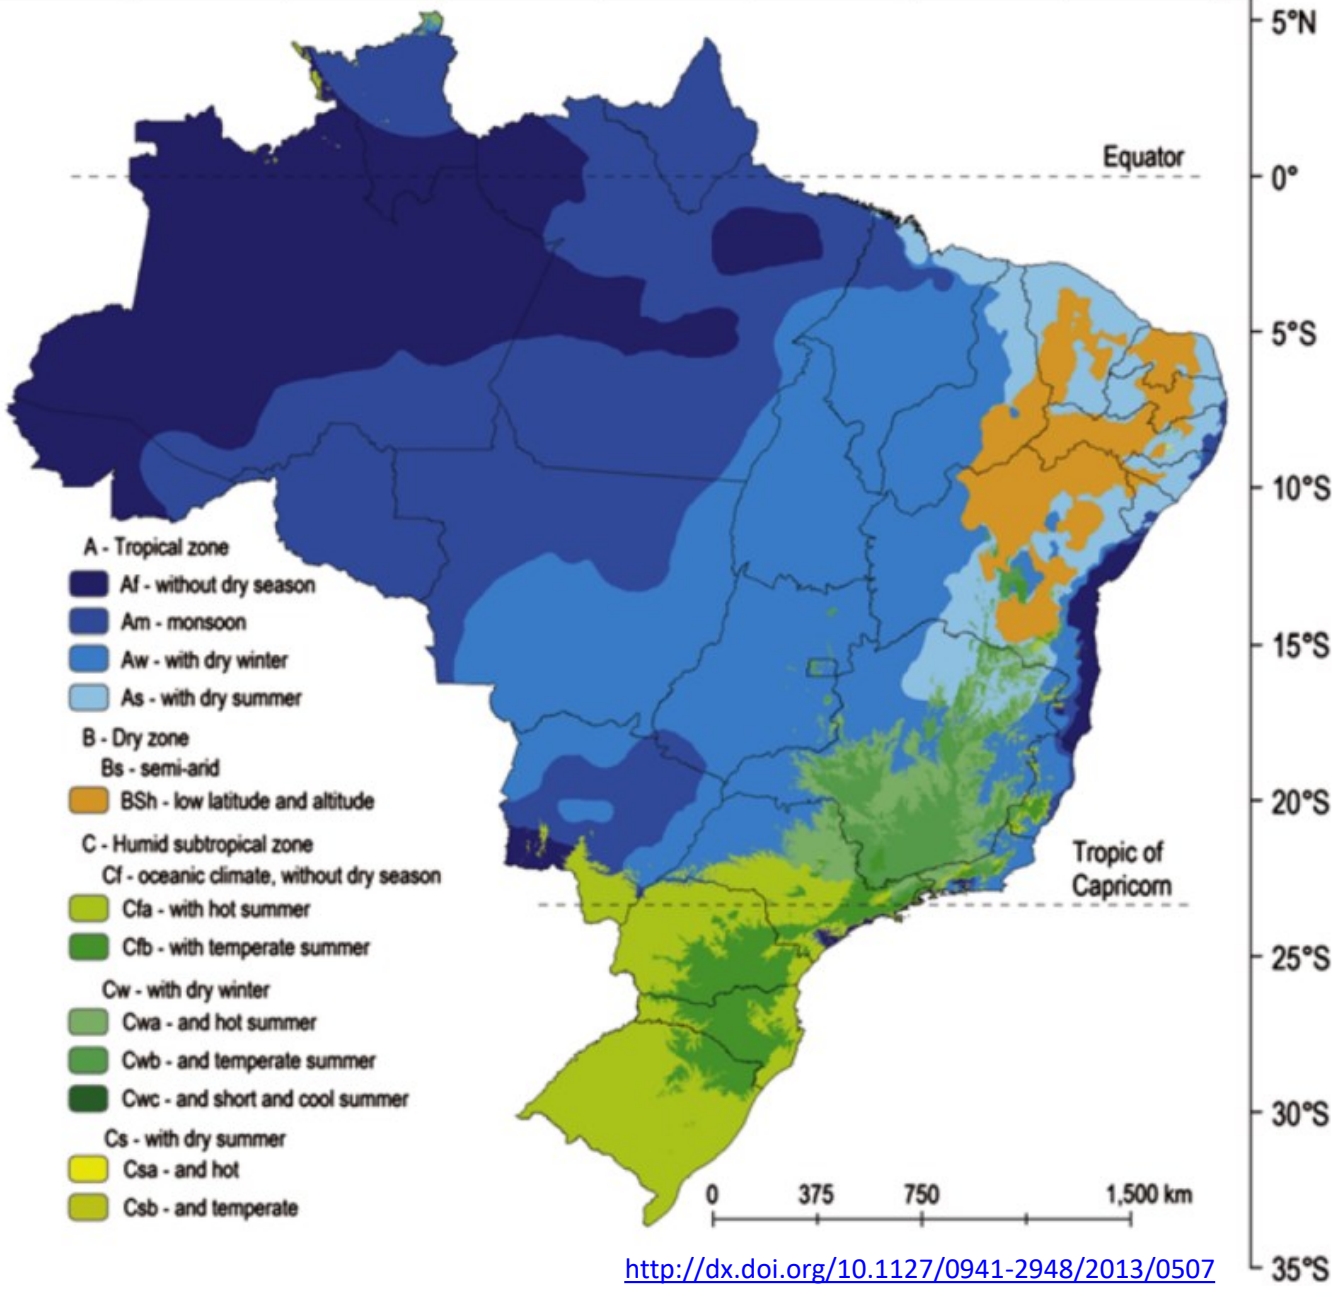 5°N
Equator
0°
5°S
10°S
A - Tropical zone
Af - without dry season
Am - monsoon
Aw - with dry winter
15°S
As - with dry summer
B - Dry zone
Bs - semi-arid
BSh - low latitude and altitude
20°S
C - Humid subtropical zone
Cf - oceanic climate, without dry season
Tropic of
Capricorn
Cfa - with hot summer
Cfb - with temperate summer
25°S
Cw - with dry winter
Cwa - and hot summer
Cwb - and temperate summer
Cwc - and short and cool summer
30°S
Cs - with dry summer
Csa - and hot
Csb - and temperate
0 375 750 1,500 km
http://dx.doi.org/10.1127/0941-2948/2013/0507
35°S